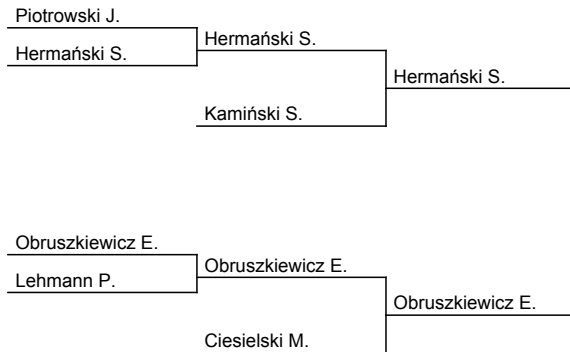 Piotrowski J.
Hermański S.
Hermański S.
Hermański S.
Kamiński S.
Obruszkiewicz E.
Obruszkiewicz E.
Lehmann P.
Obruszkiewicz E.
Ciesielski M.